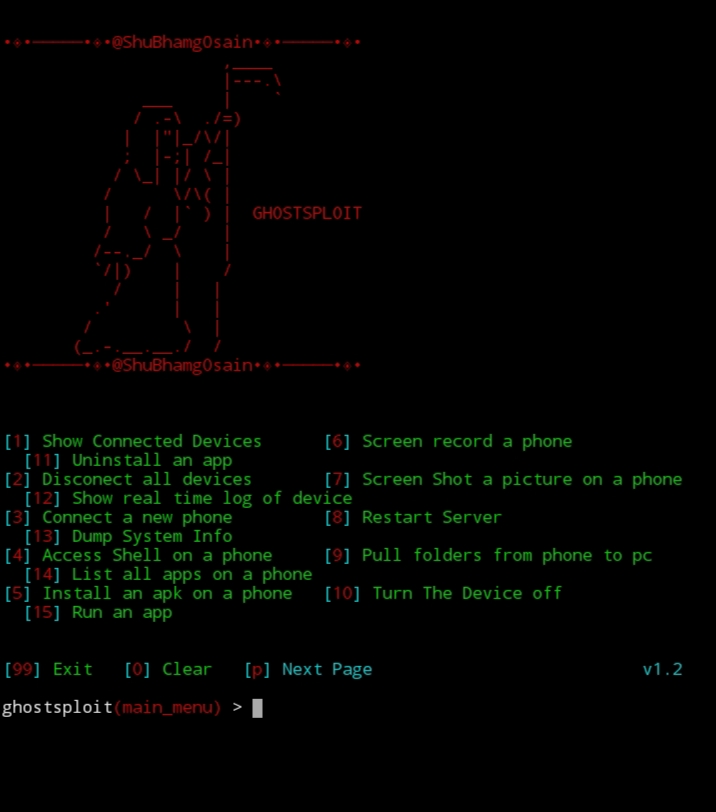 @ShuBhamg0sain
GHOSTSPLOIT
@ShuBhamg0sain
[1] Show Connected Devices [6] Screen record a phone
[11] Uninstall an app
[2] Disconect all devices [7] Screen Shot a picture on a phone
[12] Show real time log of device
[3] Connect a new phone [8] Restart Server
[13] Dump System Info
[4] Access Shell on a phone [9] Pull folders from phone to pc
[14] List all apps on a phone
[5] Install an apk on a phone [10] Turn The Device off
[15] Run an app
[99] Exit [0] Clear [p] Next Page v1.2
ghostsploit(main_menu) >